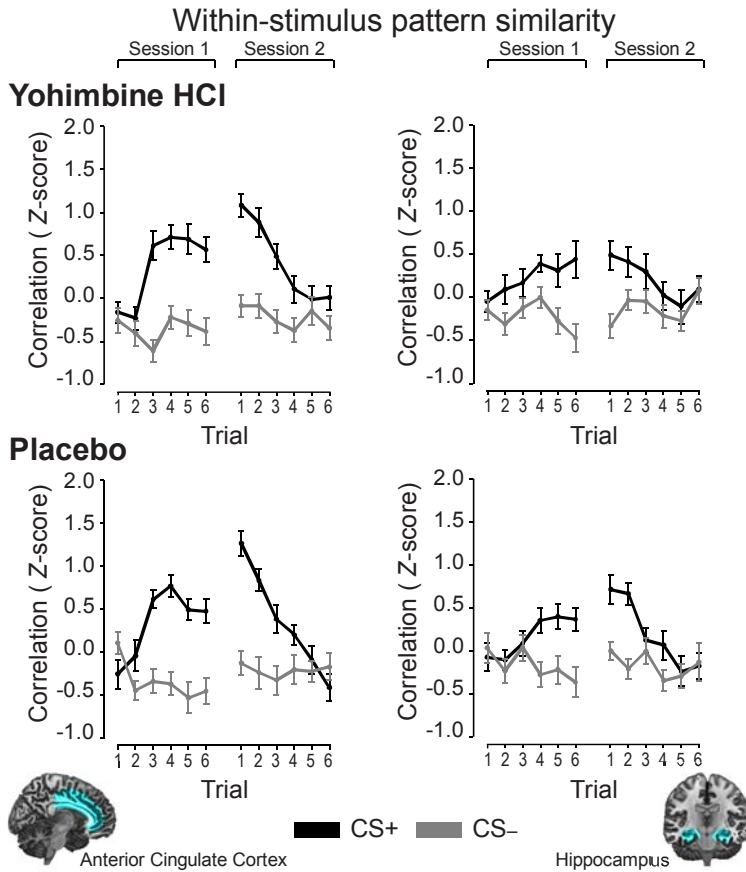 Within-stimulus pattern similarity
Session 1 Session 2 Session 1 Session 2
Yohimbine HCl
Correlation ( Z-score)
2.0
1.5
1.0
0.5
0.0
-0.5
-1.0
1 2 3 4 5 6 1 2 3 4 5 6
Trial
Correlation ( Z-score)
2.0
1.5
1.0
0.5
0.0
-0.5
-1.0
1 2 3 4 5 6 1 2 3 4 5 6
Trial
Placebo
Correlation ( Z-score)
2.0
1.5
1.0
0.5
0.0
-0.5
-1.0
1 2 3 4 5 6 1 2 3 4 5 6
Trial
Correlation ( Z-score)
2.0
1.5
1.0
0.5
0.0
-0.5
-1.0
1 2 3 4 5 6 1 2 3 4 5 6
Trial
CS+ CS–
Anterior Cingulate Cortex
Hippocampus